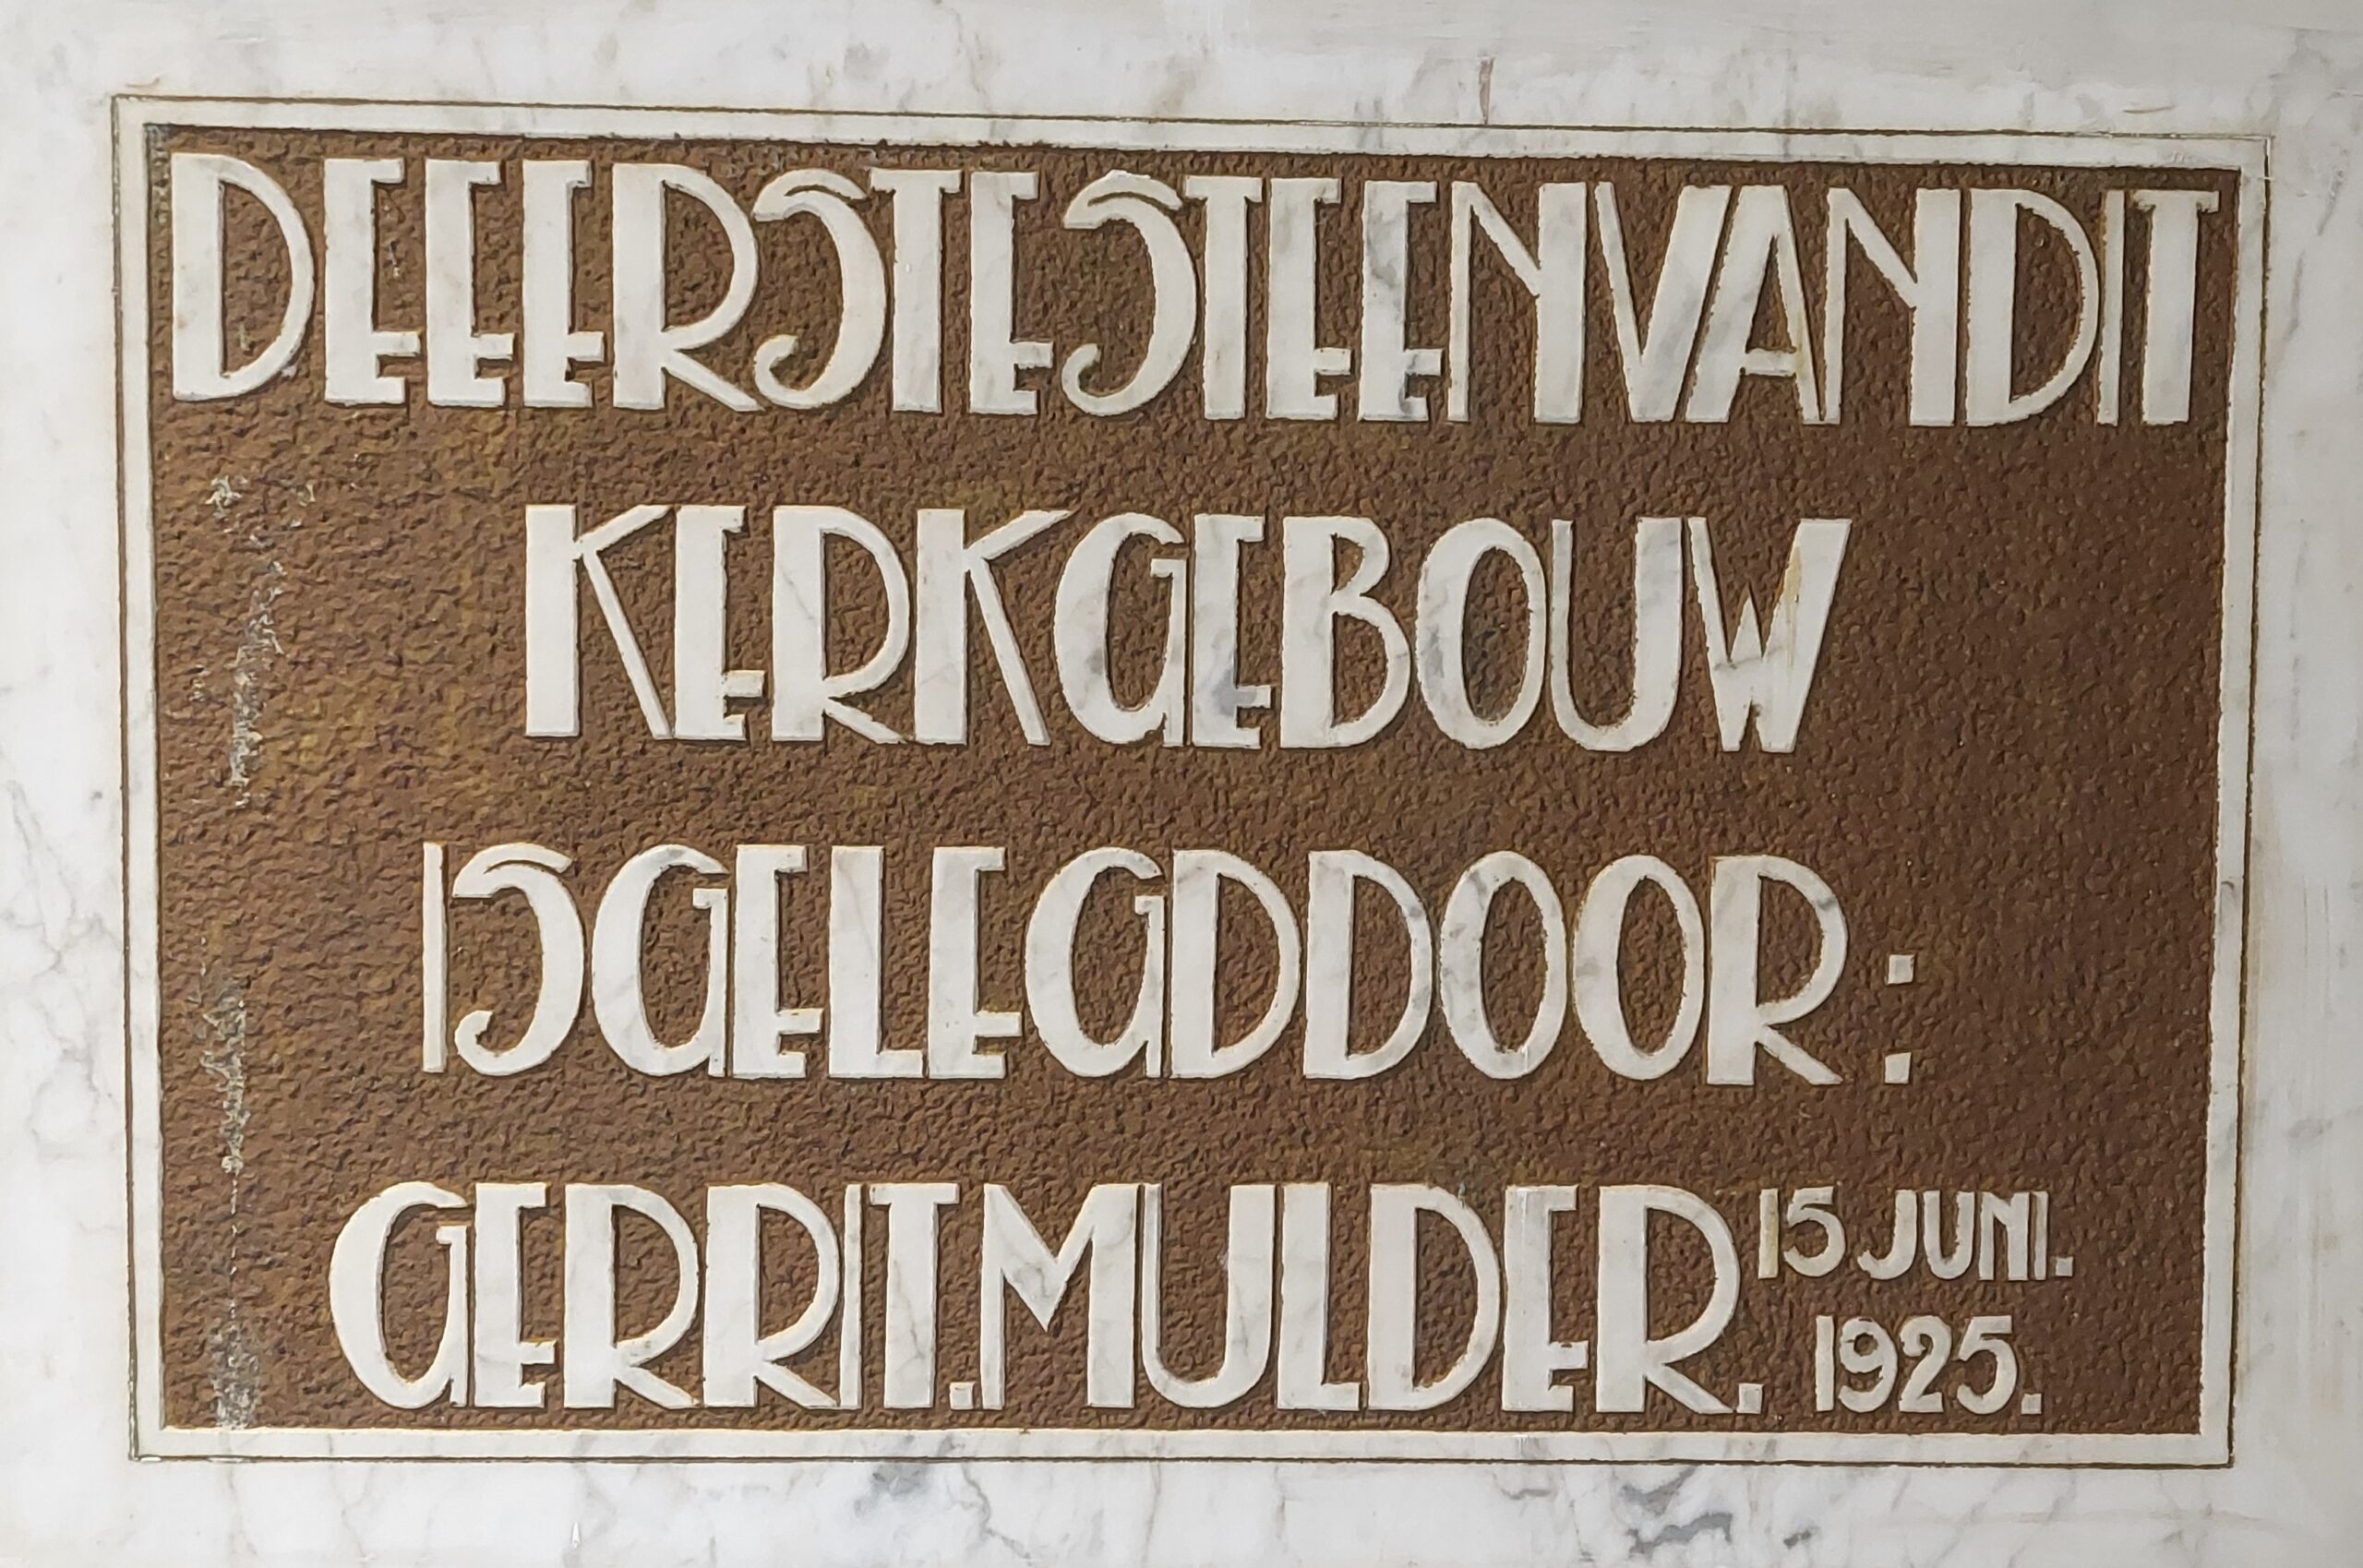 DE EERSTE STEEN VAN DIT
KERKGEBOUW
IS GELEGD DOOR :
GERRIT. MULDER. 15 JUNI.
1925.